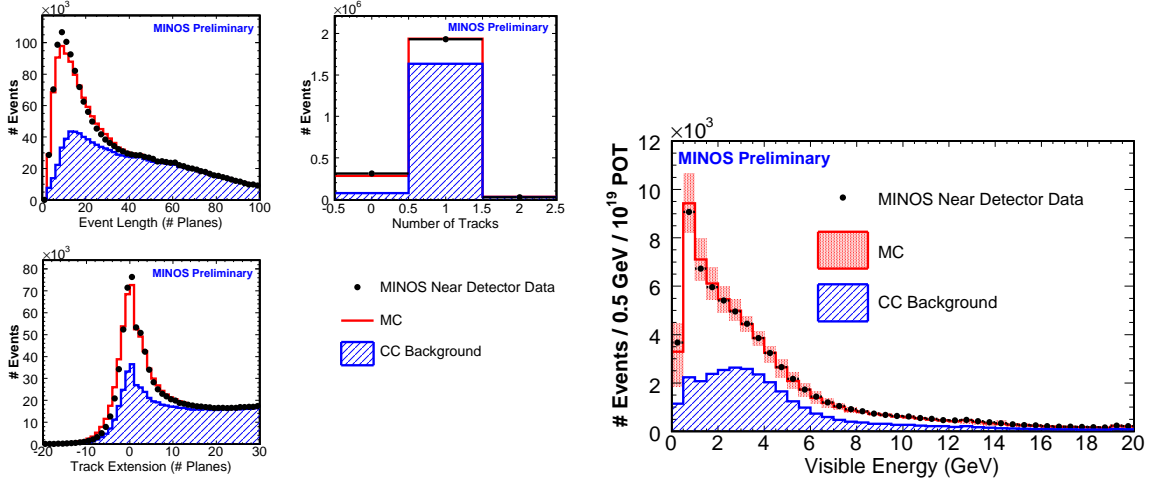 ×10³
MINOS Preliminary
# Events
100
80
60
40
20
0
0 20 40 60 80 100
Event Length (# Planes)
×10⁶
MINOS Preliminary
# Events
2
1.5
1
0.5
0
0.5 0 0.5 1 1.5 2 2.5
Number of Tracks
×10³
MINOS Preliminary
# Events
80
70
60
50
40
30
20
10
0
-20 -10 0 10 20 30
Track Extension (# Planes)
MINOS Near Detector Data
MC
CC Background
×10³
MINOS Preliminary
# Events / 0.5 GeV / 10¹⁹ POT
12
10
8
6
4
2
0
MINOS Near Detector Data
MC
CC Background
0 2 4 6 8 10 12 14 16 18 20
Visible Energy (GeV)